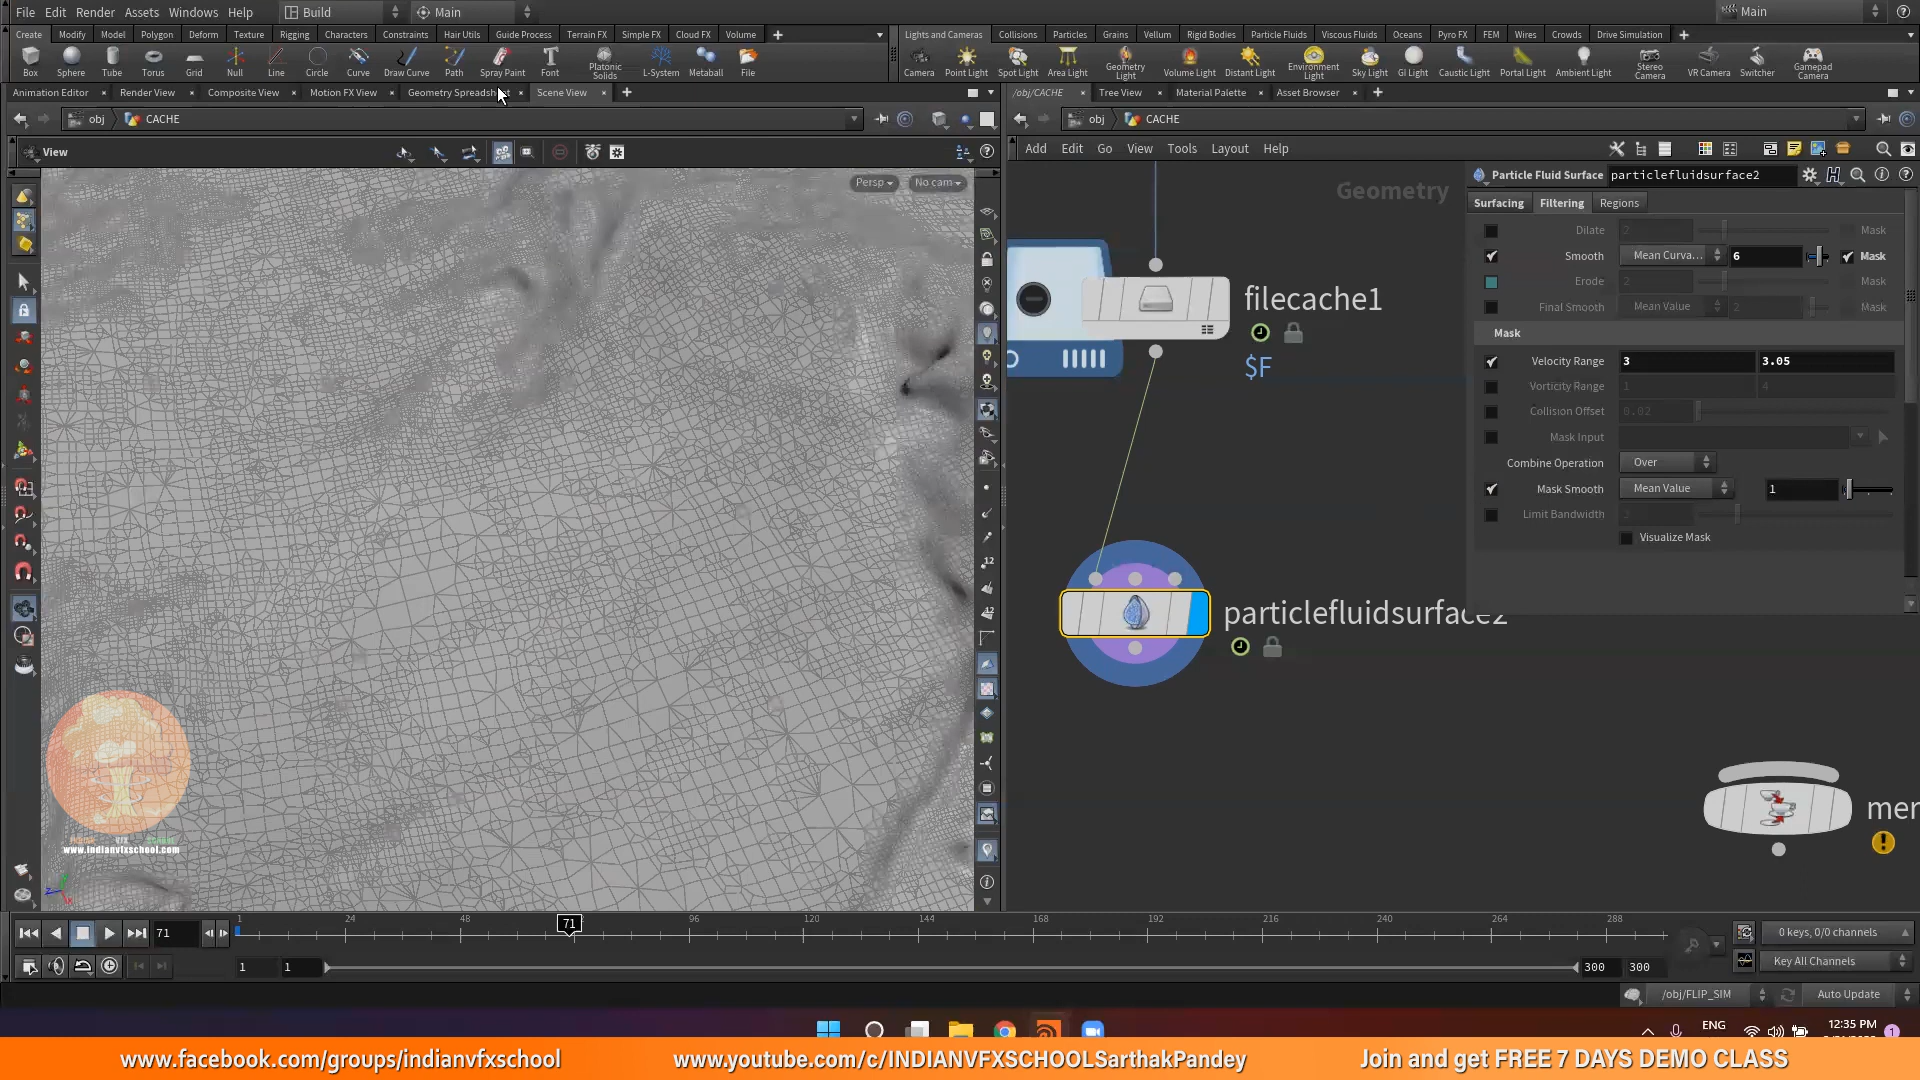 File Edit Render Assets Windows Help Build Main Main
Create Modify Model Polygon Deform Texture Rigging Characters Constraints Hair Utils Guide Process Terrain FX Simple FX Cloud FX Volume
Lights and Cameras Collisions Particles Grains Vellum Rigid Bodies Particle Fluids Viscous Fluids Oceans Pyro FX FEM Wires Crowds Drive Simulation
Box Sphere Tube Torus Grid Null Line Circle Curve Draw Curve Path Spray Paint Font Platonic Solids L-System Metaball File
Camera Point Light Spot Light Area Light Geometry Light Volume Light Distant Light Environment Light Sky Light GI Light Caustic Light Portal Light Ambient Light Stereo Camera VR Camera Switcher Gamepad Camera
Animation Editor Render View Composite View Motion FX View Geometry Spreadsheet Scene View
/obj/CACHE Tree View Material Palette Asset Browser
obj CACHE
obj CACHE
View
Add Edit Go View Tools Layout Help
Persp No cam
Geometry
Particle Fluid Surface particlefluidsurface2
Surfacing Filtering Regions
Dilate 2 Mask
Smooth Mean Curva... 6 Mask
Erode 2 Mask
Final Smooth Mean Value 2 Mask
Mask
Velocity Range 3 3.05
Vorticity Range 1 4
Collision Offset 0.02
Mask Input
Combine Operation Over
Mask Smooth Mean Value 1
Limit Bandwidth
Visualize Mask
filecache1
$F
particlefluidsurface2
mer
12
12
www.indianvfxschool.com
71
1 24 48 71 96 120 144 168 192 216 240 264 288
0 keys, 0/0 channels
1 1 300 300
Key All Channels
/obj/FLIP_SIM Auto Update
ENG 12:35 PM 1
www.facebook.com/groups/indianvfxschool www.youtube.com/c/INDIANVFXSCHOOLSarthakPandey Join and get FREE 7 DAYS DEMO CLASS